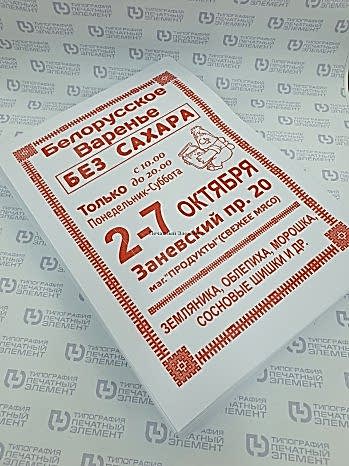 Белорусское
Варенье
БЕЗ САХАРА
с 10.00
до 20.00
Только
Понедельник-Суббота
2-7 ОКТЯБРЯ
Заневский пр. 20
маг."ПРОДУКТЫ"(СВЕЖЕЕ МЯСО)
ЗЕМЛЯНИКА, ОБЛЕПИХА, МОРОШКА,
СОСНОВЫЕ ШИШКИ И ДР.
ТИПОГРАФИЯ
ПЕЧАТНЫЙ
ЭЛЕМЕНТ